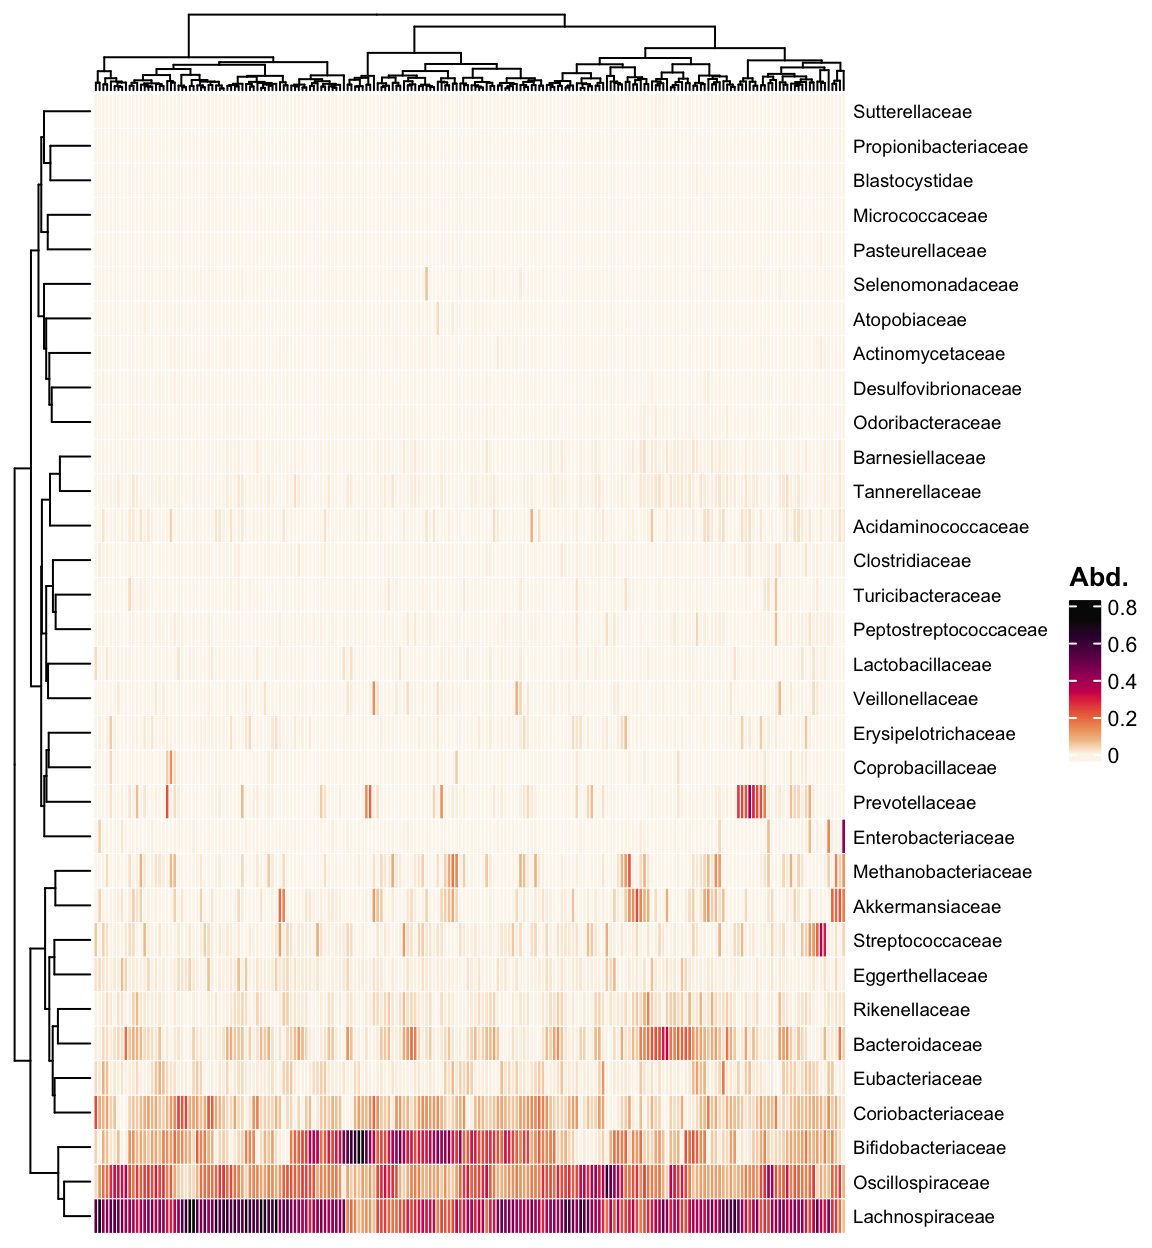 Sutterellaceae
Propionibacteriaceae
Blastocystidae
Micrococcaceae
Pasteurellaceae
Selenomonadaceae
Atopobiaceae
Actinomycetaceae
Desulfovibrionaceae
Odoribacteraceae
Barnesiellaceae
Tannerellaceae
Acidaminococcaceae
Clostridiaceae
Turicibacteraceae
Peptostreptococcaceae
Lactobacillaceae
Veillonellaceae
Erysipelotrichaceae
Coprobacillaceae
Prevotellaceae
Enterobacteriaceae
Methanobacteriaceae
Akkermansiaceae
Streptococcaceae
Eggerthellaceae
Rikenellaceae
Bacteroidaceae
Eubacteriaceae
Coriobacteriaceae
Bifidobacteriaceae
Oscillospiraceae
Lachnospiraceae
Abd.
0.8
0.6
0.4
0.2
0